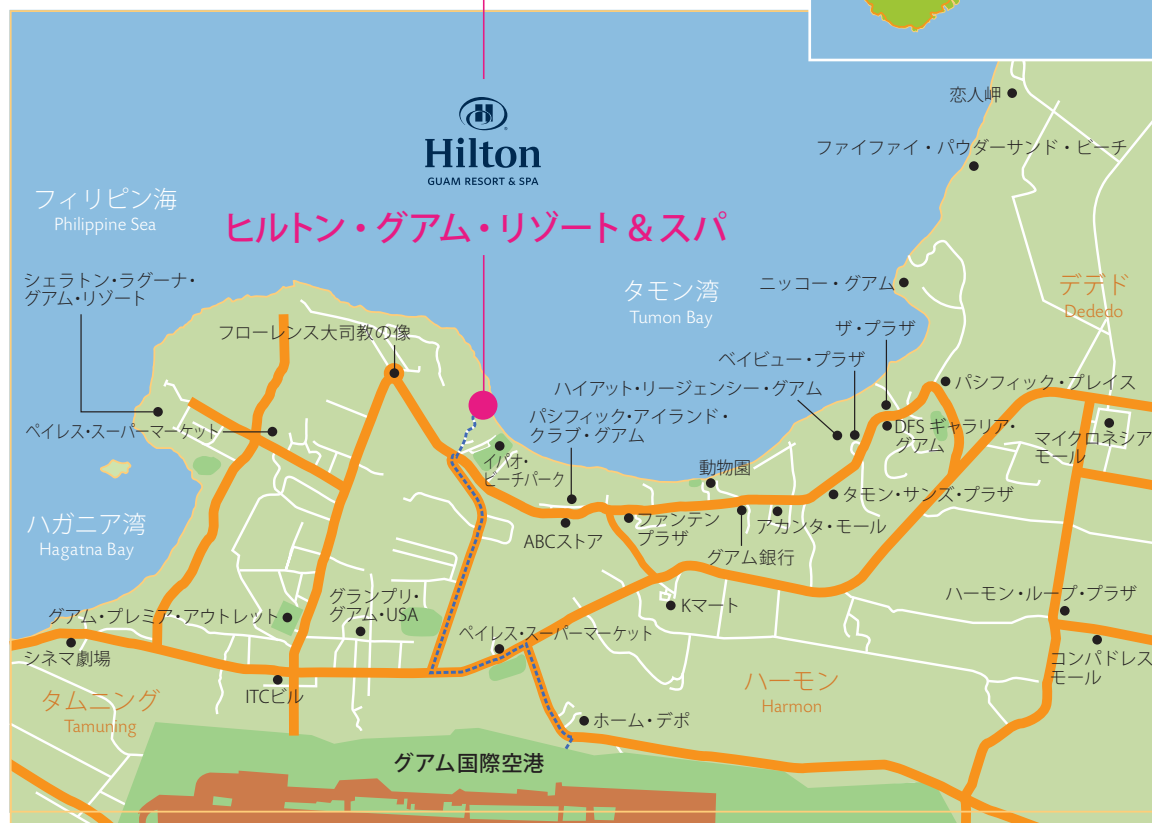 恋人岬
ファイファイ・パウダーサンド・ビーチ
Hilton
GUAM RESORT & SPA
ヒルトン・グアム・リゾート & スパ
フィリピン海
Philippine Sea
シェラトン・ラグーナ・
グアム・リゾート
タモン湾
Tumon Bay
ニッコー・グアム
デデド
Dededo
フローレンス大司教の像
ザ・プラザ
ベイビュー・プラザ
ハイアット・リージェンシー・グアム
パシフィック・プレイス
パシフィック・アイランド・
クラブ・グアム
ペイレス・スーパーマーケット
DFS ギャラリア・
グアム
マイクロネシア
モール
イパオ・
ビーチパーク
動物園
タモン・サンズ・プラザ
ハガニア湾
Hagatna Bay
ABCストア
ファンテン
プラザ
アカンタ・モール
グアム銀行
グアム・プレミア・アウトレット
グランプリ・
グアム・USA
Kマート
ハーモン・ループ・プラザ
ペイレス・スーパーマーケット
シネマ劇場
コンパドレス
モール
タムニング
Tamuning
ITCビル
ハーモン
Harmon
ホーム・デポ
グアム国際空港